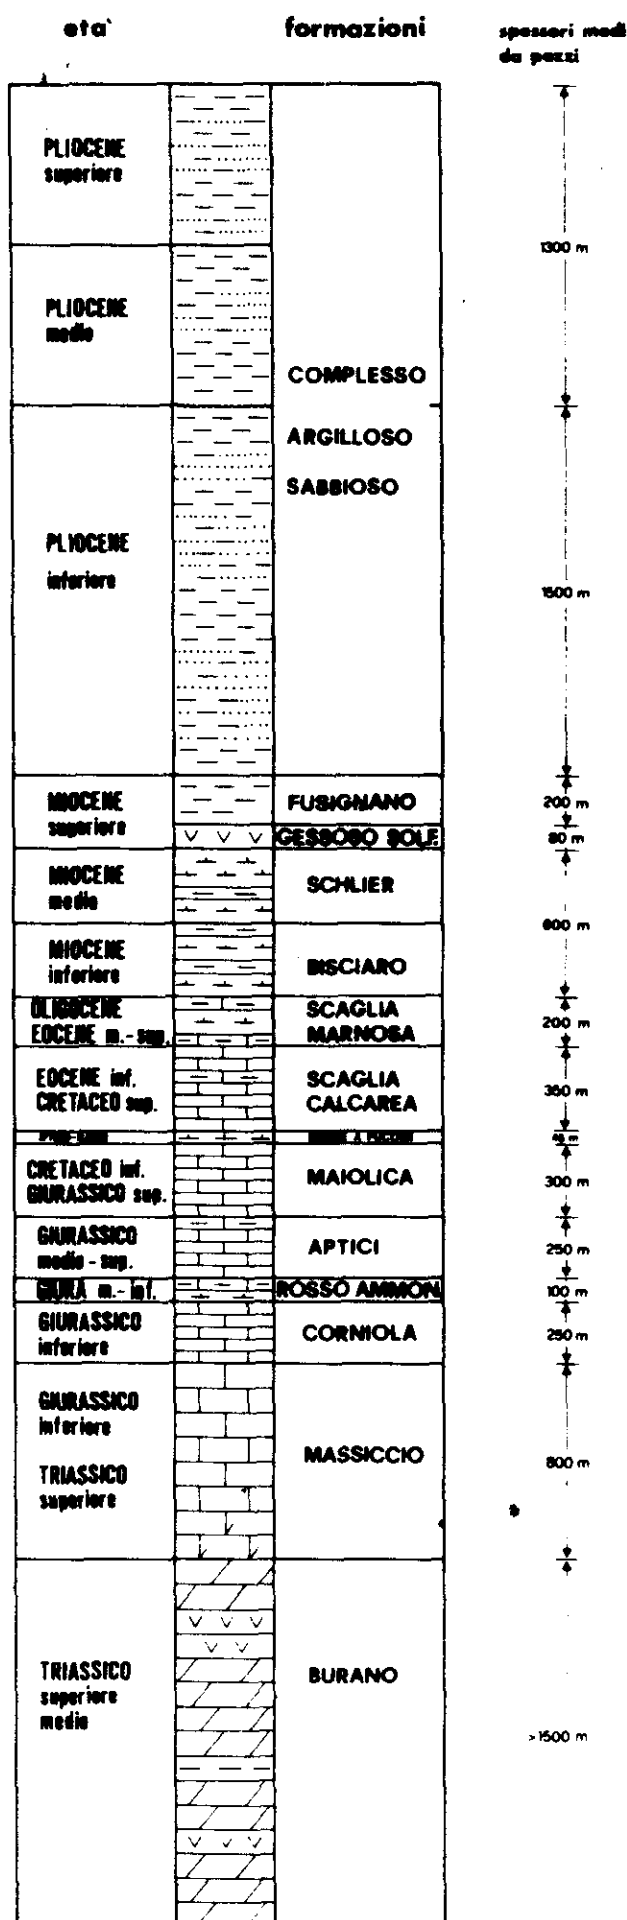 età formazioni spessori medi
da pozzi
PLIOCENE
superiore
1300 m
PLIOCENE
medio
COMPLESSO
ARGILLOSO
SABBIOSO
PLIOCENE
inferiore
1500 m
MIOCENE
superiore
FUSIGNANO
200 m
GESSOSO SOLF.
80 m
MIOCENE
medio
SCHLIER
600 m
MIOCENE
inferiore
BISCIARO
OLIGOCENE
EOCENE m.-sup.
SCAGLIA
MARNOSA
200 m
EOCENE inf.
CRETACEO sup.
SCAGLIA
CALCAREA
350 m
CRETACEO inf.
GIURASSICO sup.
MAIOLICA
300 m
GIURASSICO
medio-sup.
APTICI
250 m
GIURA m.-inf.
ROSSO AMMON.
100 m
GIURASSICO
inferiore
CORNIOLA
250 m
GIURASSICO
inferiore
TRIASSICO
superiore
MASSICCIO
800 m
TRIASSICO
superiore
medio
BURANO
>1500 m